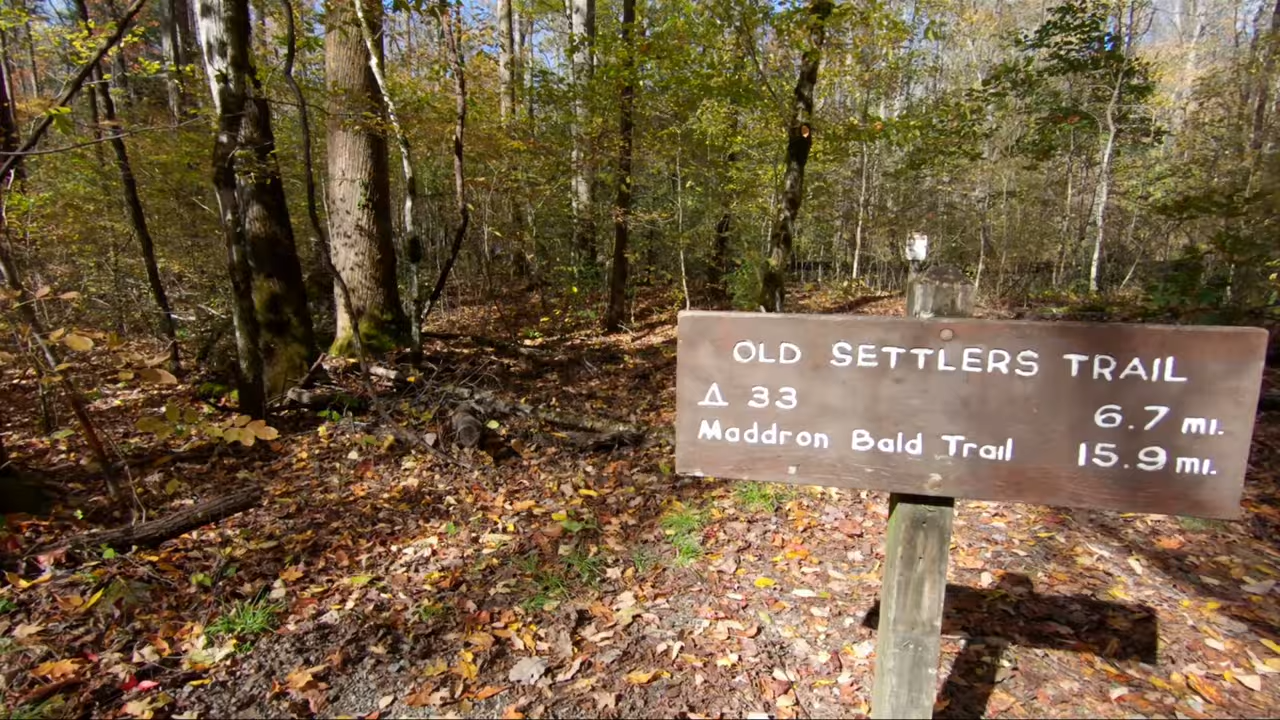 OLD SETTLERS TRAIL
Δ 33 6.7 mi.
Maddron Bald Trail 15.9 mi.